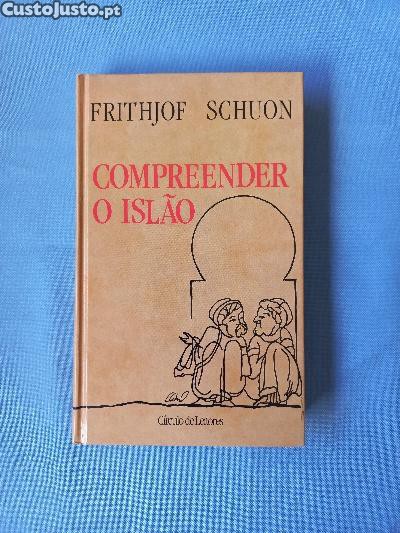 CustoJusto.pt
FRITHJOF SCHUON
COMPREENDER
O ISLÃO
Círculo de Leitores